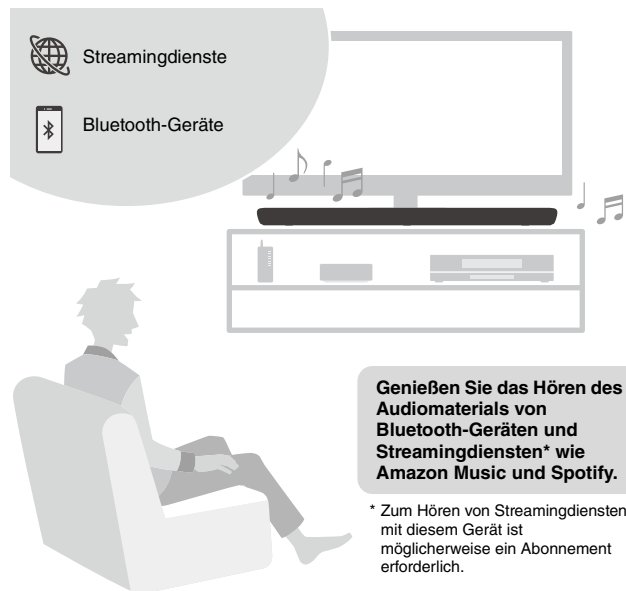 Streamingdienste
Bluetooth-Geräte
Genießen Sie das Hören des
Audiomaterials von
Bluetooth-Geräten und
Streamingdiensten* wie
Amazon Music und Spotify.
* Zum Hören von Streamingdiensten
mit diesem Gerät ist
möglicherweise ein Abonnement
erforderlich.